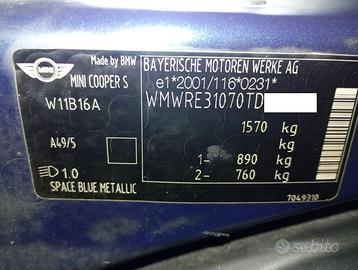 MINI
Made by BMW
MINI COOPER S
W11B16A
A49/5
1.0
SPACE BLUE METALLIC
BAYERISCHE MOTOREN WERKE AG
e1*2001/116*0231*
WMWRE31070TD
1570 kg
kg
1- 890 kg
2- 760 kg
7049310
subito